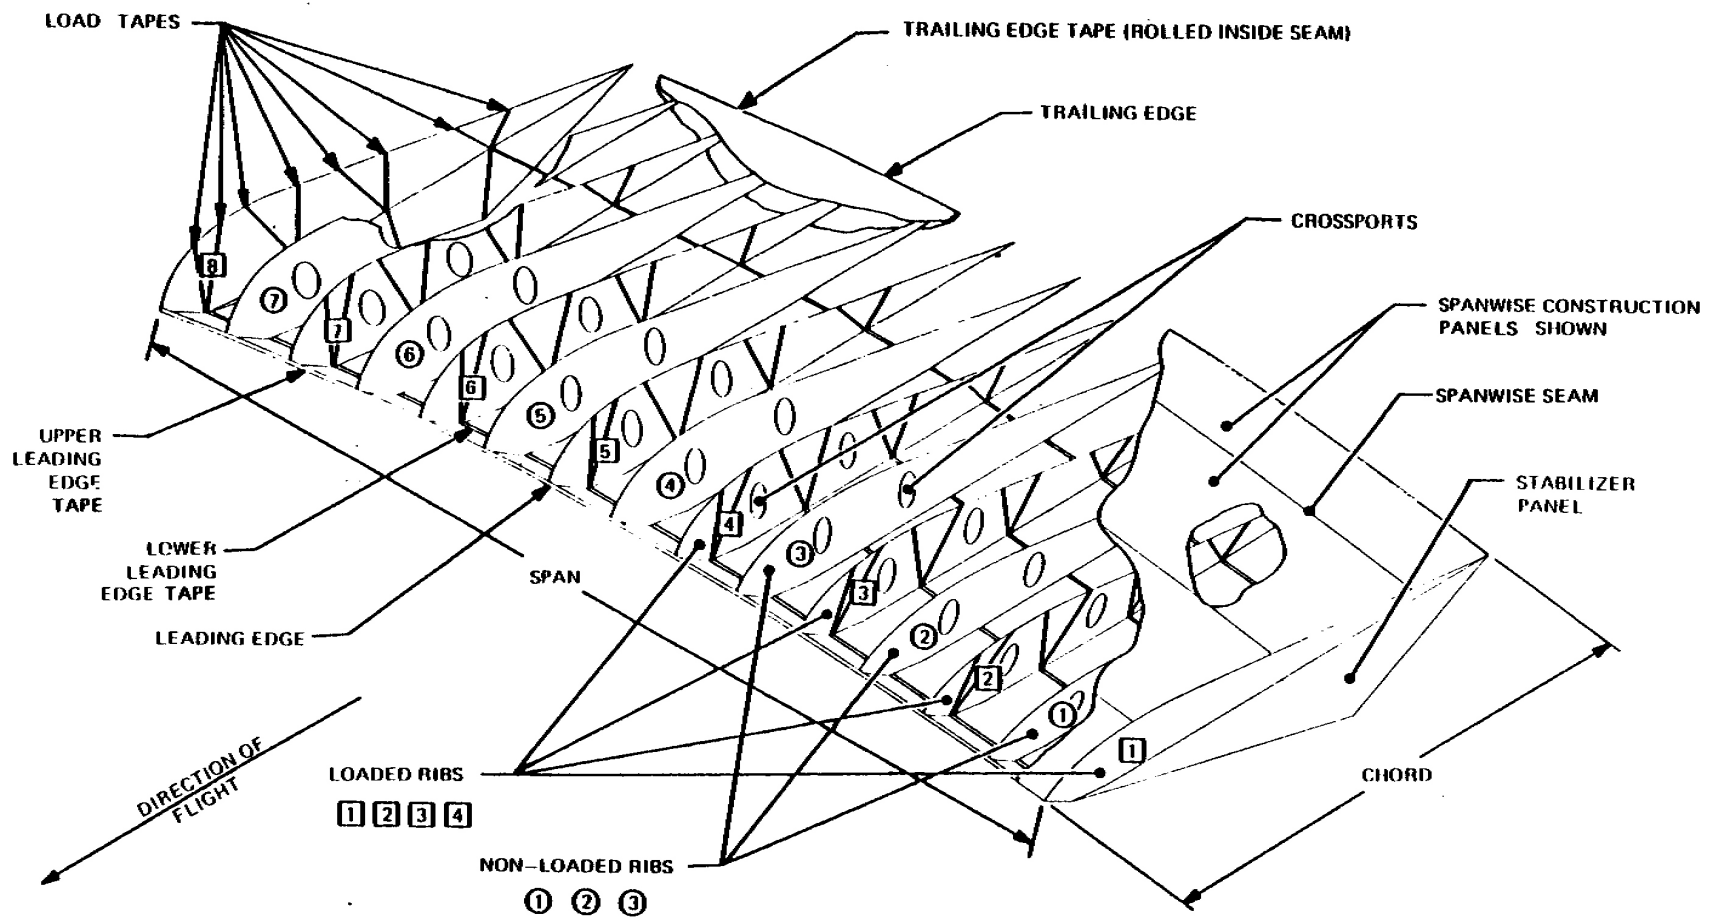 LOAD TAPES
TRAILING EDGE TAPE (ROLLED INSIDE SEAM)
TRAILING EDGE
CROSSPORTS
SPANWISE CONSTRUCTION
PANELS SHOWN
SPANWISE SEAM
STABILIZER
PANEL
UPPER
LEADING
EDGE
TAPE
LOWER
LEADING
EDGE TAPE
LEADING EDGE
SPAN
8
7
7
6
6
5
5
4
4
3
3
2
2
1
1
CHORD
DIRECTION OF
FLIGHT
LOADED RIBS
1 2 3 4
NON-LOADED RIBS
1 2 3